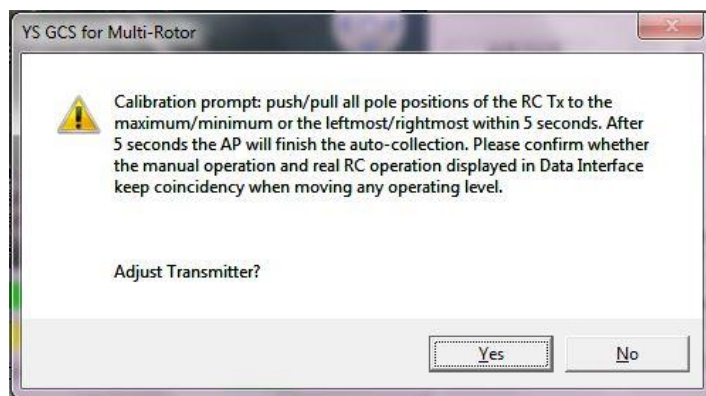 YS GCS for Multi-Rotor
Calibration prompt: push/pull all pole positions of the RC Tx to the
maximum/minimum or the leftmost/rightmost within 5 seconds. After
5 seconds the AP will finish the auto-collection. Please confirm whether
the manual operation and real RC operation displayed in Data Interface
keep coincidency when moving any operating level.
Adjust Transmitter?
Yes
No